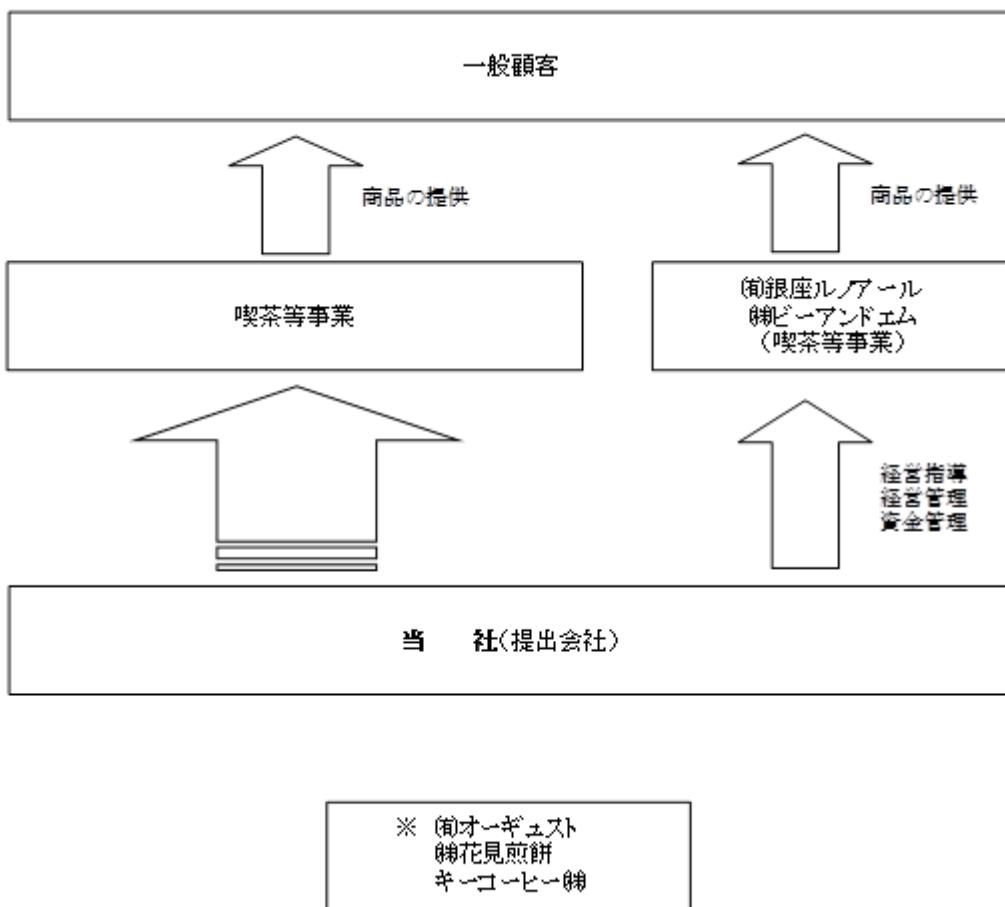 一般顧客
商品の提供
商品の提供
喫茶等事業
㈲銀座ルノアール
㈱ビーアンドエム
(喫茶等事業)
経営指導
経営管理
資金管理
当　社(提出会社)
※ ㈲オーギュスト
㈱花見煎餅
キーコーヒー㈱